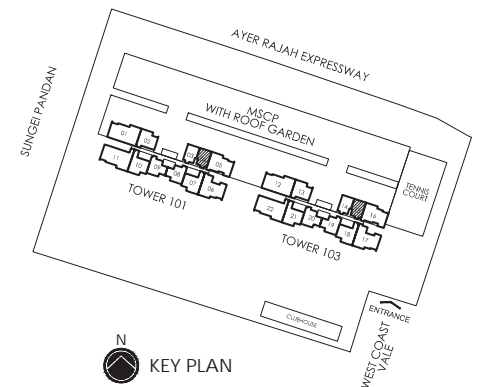 AYER RAJAH EXPRESSWAY
SUNGEI PANDAN
MSCP
WITH ROOF GARDEN
TENNIS
COURT
01
02
03
05
11
10
09
08
07
06
TOWER 101
12
13
14
16
22
21
20
19
18
17
TOWER 103
CLUBHOUSE
ENTRANCE
WEST COAST
VALE
N
KEY PLAN